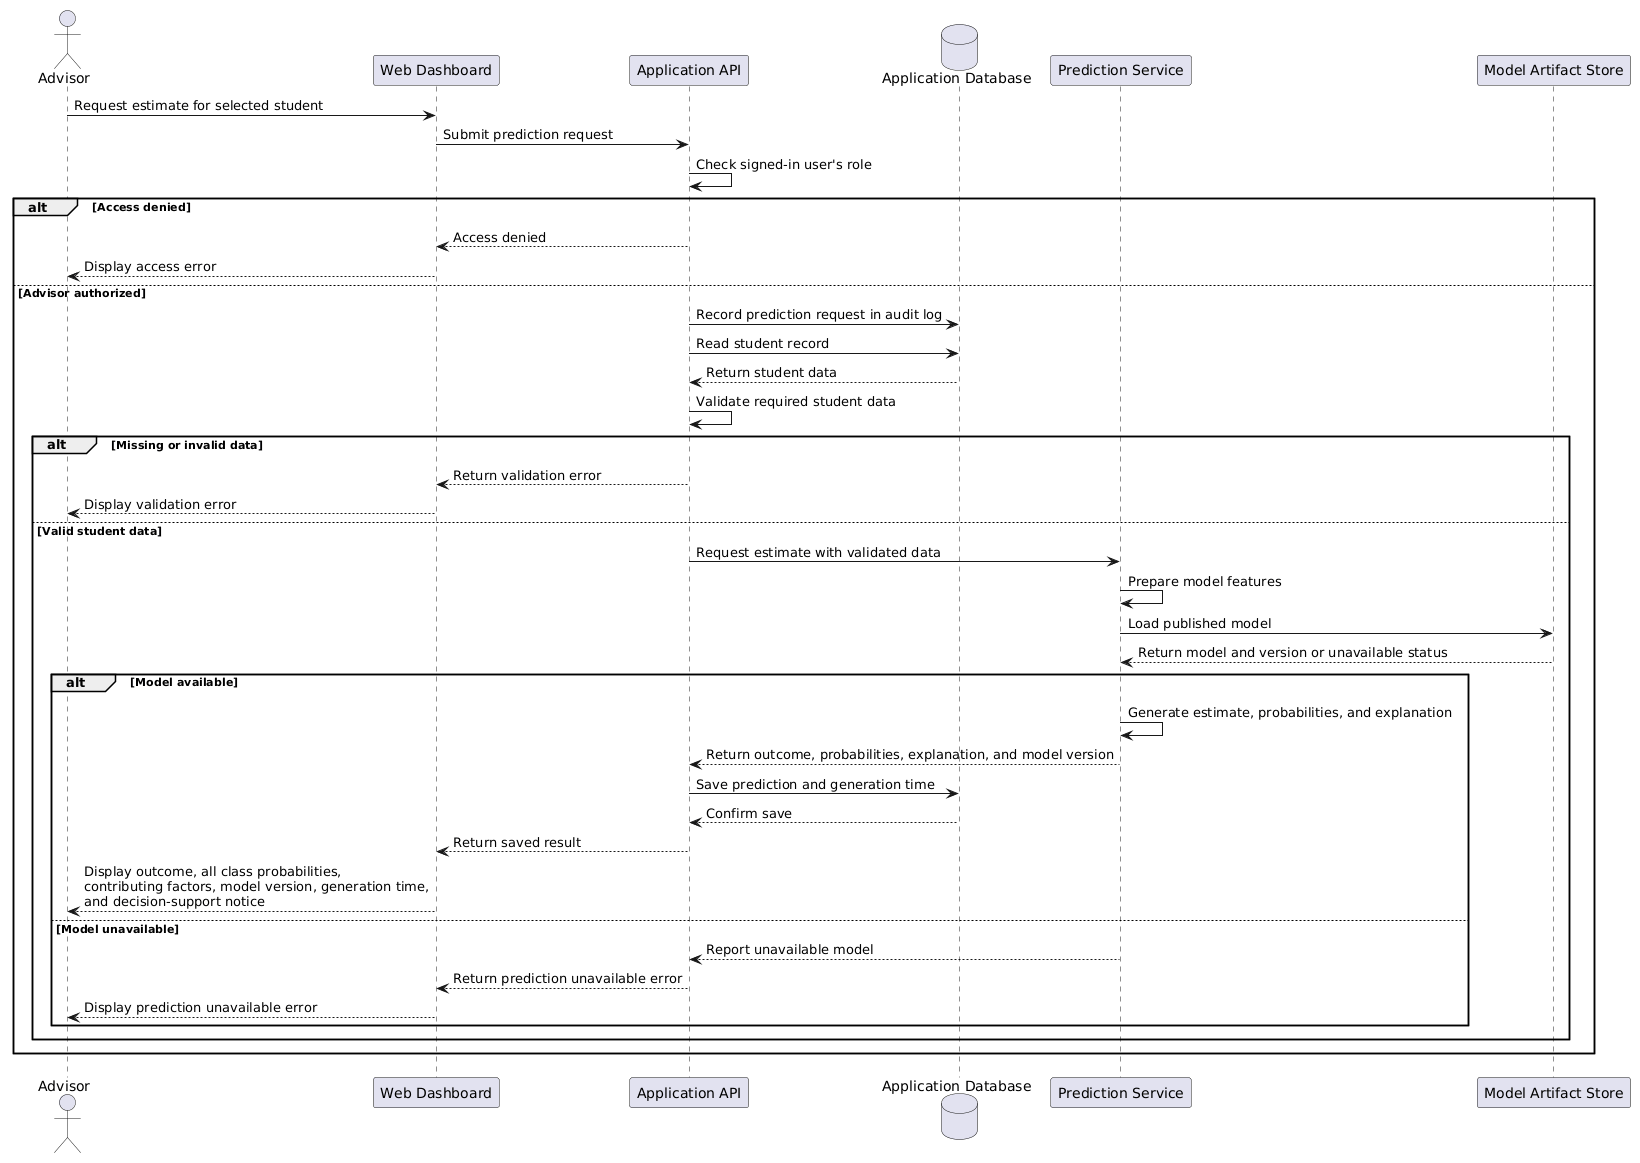 Advisor
Web Dashboard
Application API
Application Database
Prediction Service
Model Artifact Store
Request estimate for selected student
Submit prediction request
Check signed-in user's role
alt [Access denied]
Access denied
Display access error
[Advisor authorized]
Record prediction request in audit log
Read student record
Return student data
Validate required student data
alt [Missing or invalid data]
Return validation error
Display validation error
[Valid student data]
Request estimate with validated data
Prepare model features
Load published model
Return model and version or unavailable status
alt [Model available]
Generate estimate, probabilities, and explanation
Return outcome, probabilities, explanation, and model version
Save prediction and generation time
Confirm save
Return saved result
Display outcome, all class probabilities,
contributing factors, model version, generation time,
and decision-support notice
[Model unavailable]
Report unavailable model
Return prediction unavailable error
Display prediction unavailable error
Advisor
Web Dashboard
Application API
Application Database
Prediction Service
Model Artifact Store